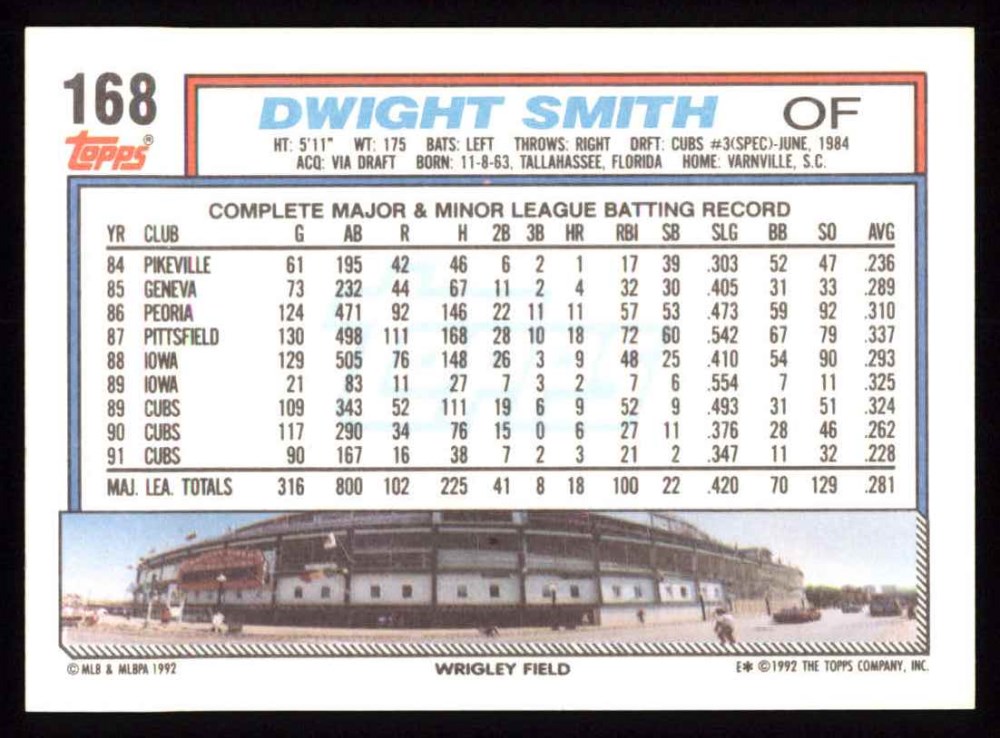 168
topps®
DWIGHT SMITH OF
HT: 5'11" WT: 175 BATS: LEFT THROWS: RIGHT DRFT: CUBS #3(SPEC)-JUNE, 1984
ACQ: VIA DRAFT BORN: 11-8-63, TALLAHASSEE, FLORIDA HOME: VARNVILLE, S.C.
COMPLETE MAJOR & MINOR LEAGUE BATTING RECORD
YR CLUB G AB R H 2B 3B HR RBI SB SLG BB SO AVG
84 PIKEVILLE 61 195 42 46 6 2 1 17 39 .303 52 47 .236
85 GENEVA 73 232 44 67 11 2 4 32 30 .405 31 33 .289
86 PEORIA 124 471 92 146 22 11 11 57 53 .473 59 92 .310
87 PITTSFIELD 130 498 111 168 28 10 18 72 60 .542 67 79 .337
88 IOWA 129 505 76 148 26 3 9 48 25 .410 54 90 .293
89 IOWA 21 83 11 27 7 3 2 7 6 .554 7 11 .325
89 CUBS 109 343 52 111 19 6 9 52 9 .493 31 51 .324
90 CUBS 117 290 34 76 15 0 6 27 11 .376 28 46 .262
91 CUBS 90 167 16 38 7 2 3 21 2 .347 11 32 .228
MAJ. LEA. TOTALS 316 800 102 225 41 8 18 100 22 .420 70 129 .281
© MLB & MLBPA 1992 WRIGLEY FIELD E* © 1992 THE TOPPS COMPANY, INC.